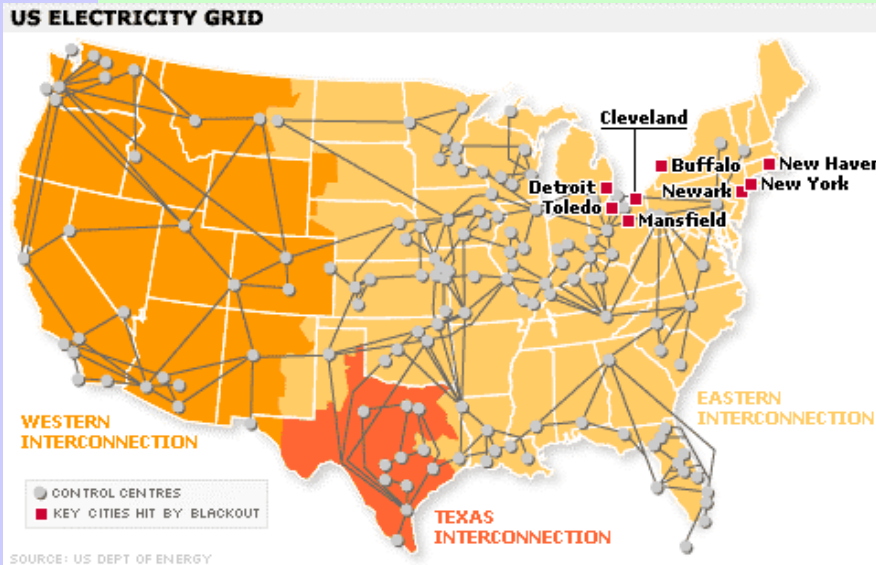 US ELECTRICITY GRID
Cleveland
Buffalo
New Haven
Detroit
Newark
New York
Toledo
Mansfield
EASTERN
INTERCONNECTION
WESTERN
INTERCONNECTION
CONTROL CENTRES
KEY CITIES HIT BY BLACKOUT
TEXAS
INTERCONNECTION
SOURCE: US DEPT OF ENERGY